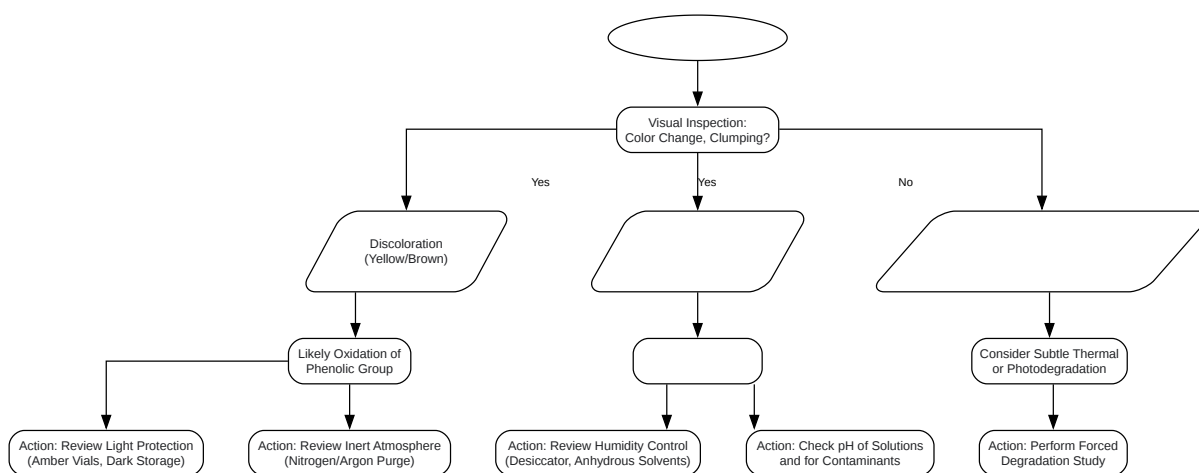 Visual Inspection:
Color Change, Clumping?
Yes
Yes
No
Discoloration
(Yellow/Brown)
Likely Oxidation of
Phenolic Group
Consider Subtle Thermal
or Photodegradation
Action: Review Light Protection
(Amber Vials, Dark Storage)
Action: Review Inert Atmosphere
(Nitrogen/Argon Purge)
Action: Review Humidity Control
(Desiccator, Anhydrous Solvents)
Action: Check pH of Solutions
and for Contaminants
Action: Perform Forced
Degradation Study